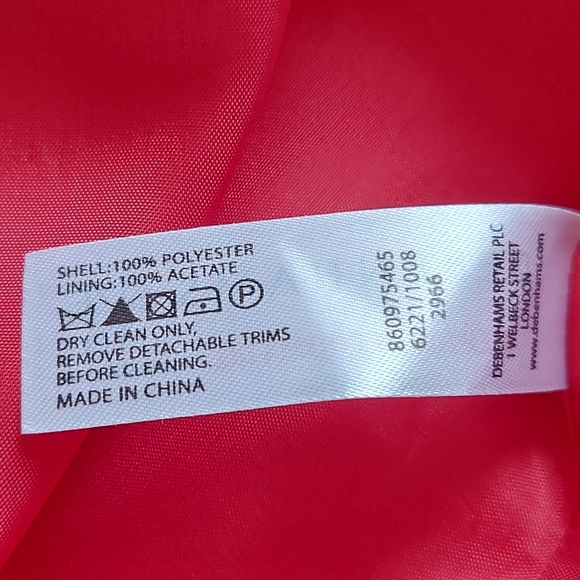 SHELL:100% POLYESTER
LINING:100% ACETATE
P
DRY CLEAN ONLY,
REMOVE DETACHABLE TRIMS
BEFORE CLEANING.
MADE IN CHINA
860975465
6221/1008
2966
DEBENHAMS RETAIL PLC
1 WELBECK STREET
LONDON
www.debenhams.com